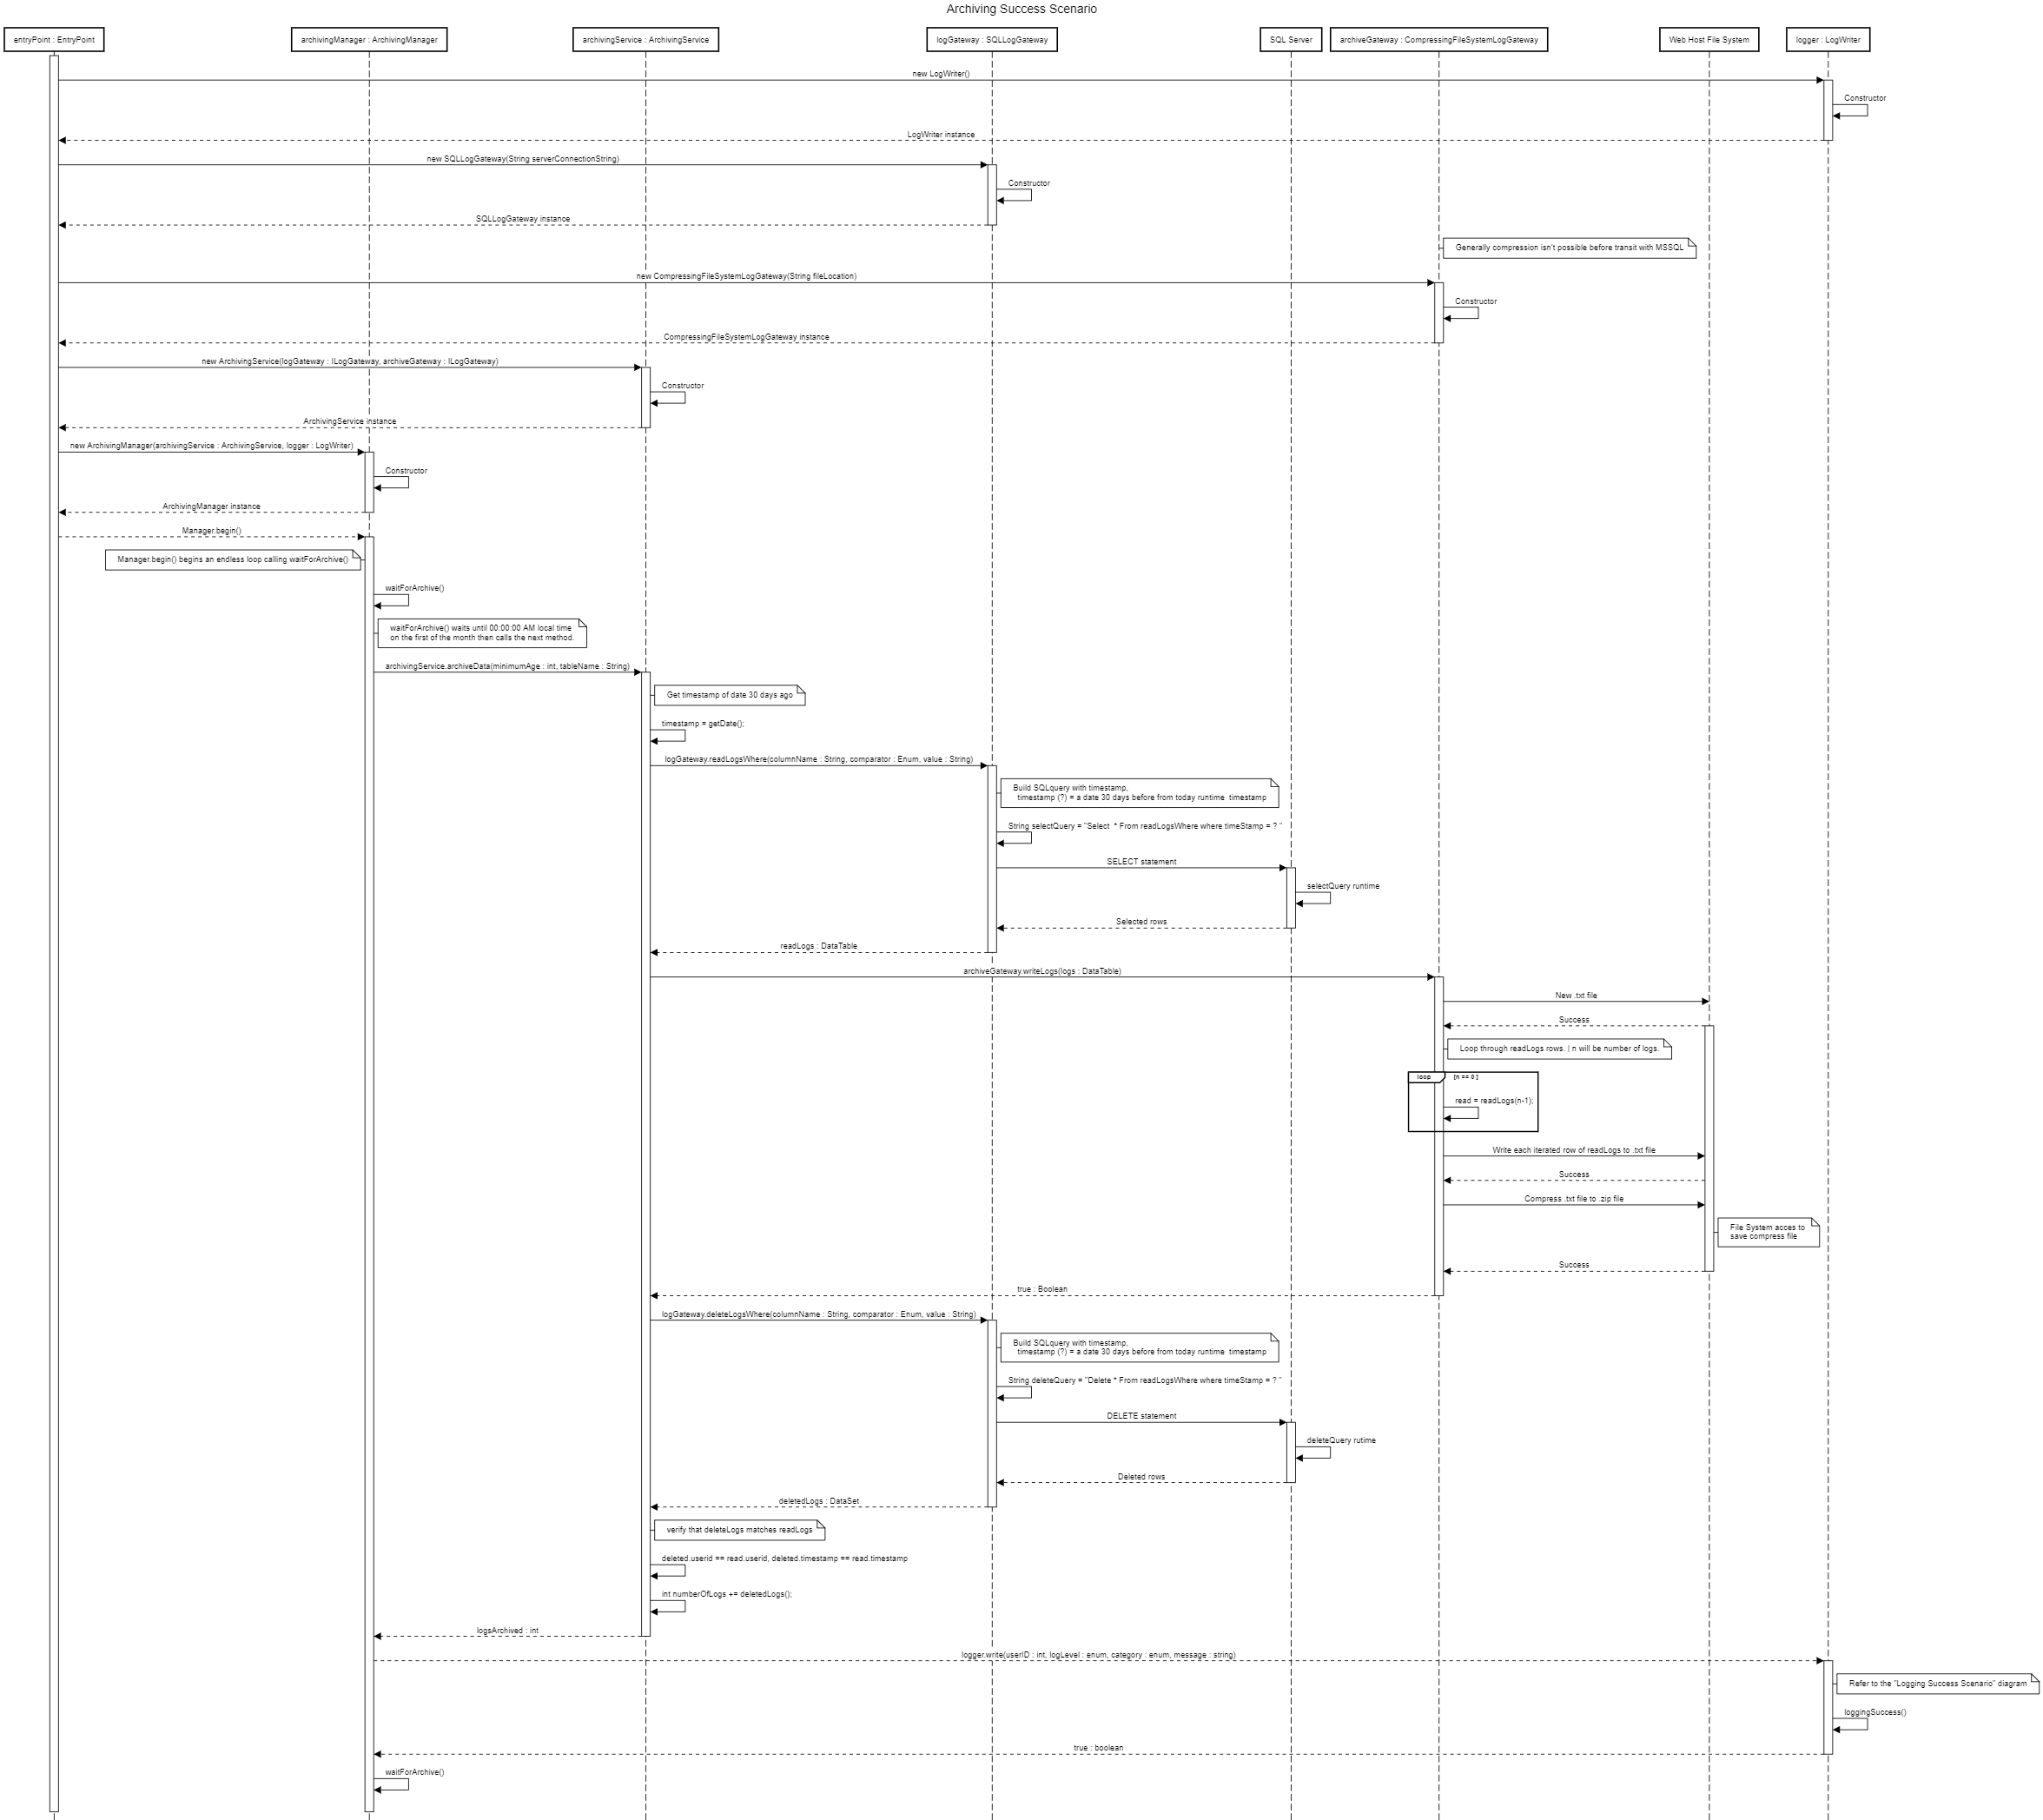 Archiving Success Scenario
entryPoint : EntryPoint
archivingManager : ArchivingManager
archivingService : ArchivingService
logGateway : SQLLogGateway
SQL Server
archiveGateway : CompressingFileSystemLogGateway
Web Host File System
logger : LogWriter
new LogWriter()
Constructor
LogWriter instance
new SQLLogGateway(String serverConnectionString)
Constructor
SQLLogGateway instance
Generally compression isn't possible before transit with MSSQL
new CompressingFileSystemLogGateway(String fileLocation)
Constructor
CompressingFileSystemLogGateway instance
new ArchivingService(logGateway : ILogGateway, archiveGateway : ILogGateway)
Constructor
ArchivingService instance
new ArchivingManager(archivingService : ArchivingService, logger : LogWriter)
Constructor
ArchivingManager instance
Manager.begin()
Manager.begin() begins an endless loop calling waitForArchive()
waitForArchive()
waitForArchive() waits until 00:00:00 AM local time
on the first of the month then calls the next method.
archivingService.archiveData(minimumAge : int, tableName : String)
Get timestamp of date 30 days ago
timestamp = getDate();
logGateway.readLogsWhere(columnName : String, comparator : Enum, value : String)
Build SQLquery with timestamp,
timestamp (?) = a date 30 days before from today runtime  timestamp
String selectQuery = "Select  * From readLogsWhere where timeStamp = ? "
SELECT statement
selectQuery runtime
Selected rows
readLogs : DataTable
archiveGateway.writeLogs(logs : DataTable)
New .txt file
Success
Loop through readLogs rows. | n will be number of logs.
loop
[n == 0 ]
read = readLogs(n-1);
Write each iterated row of readLogs to .txt file
Success
Compress .txt file to .zip file
File System acces to
save compress file
Success
true : Boolean
logGateway.deleteLogsWhere(columnName : String, comparator : Enum, value : String)
Build SQLquery with timestamp,
timestamp (?) = a date 30 days before from today runtime  timestamp
String deleteQuery = "Delete * From readLogsWhere where timeStamp = ? "
DELETE statement
deleteQuery rutime
Deleted rows
deletedLogs : DataSet
verify that deleteLogs matches readLogs
deleted.userid == read.userid, deleted.timestamp == read.timestamp
int numberOfLogs += deletedLogs();
logsArchived : int
logger.write(userID : int, logLevel : enum, category : enum, message : string)
Refer to the "Logging Success Scenario" diagram
loggingSuccess()
true : boolean
waitForArchive()